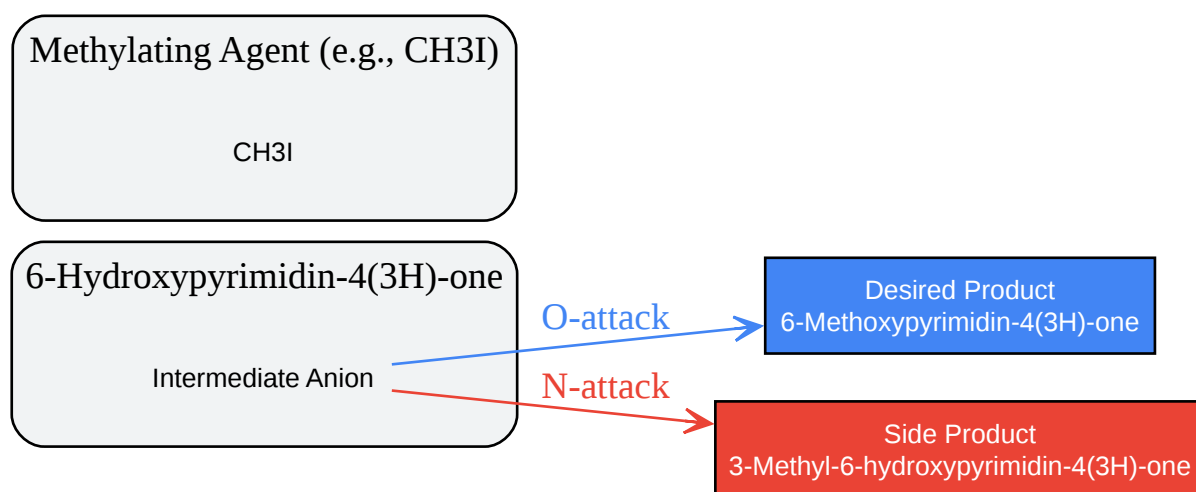 Methylating Agent (e.g., CH3I)
CH3I
6-Hydroxypyrimidin-4(3H)-one
Intermediate Anion
O-attack
N-attack
Desired Product
6-Methoxypyrimidin-4(3H)-one
Side Product
3-Methyl-6-hydroxypyrimidin-4(3H)-one